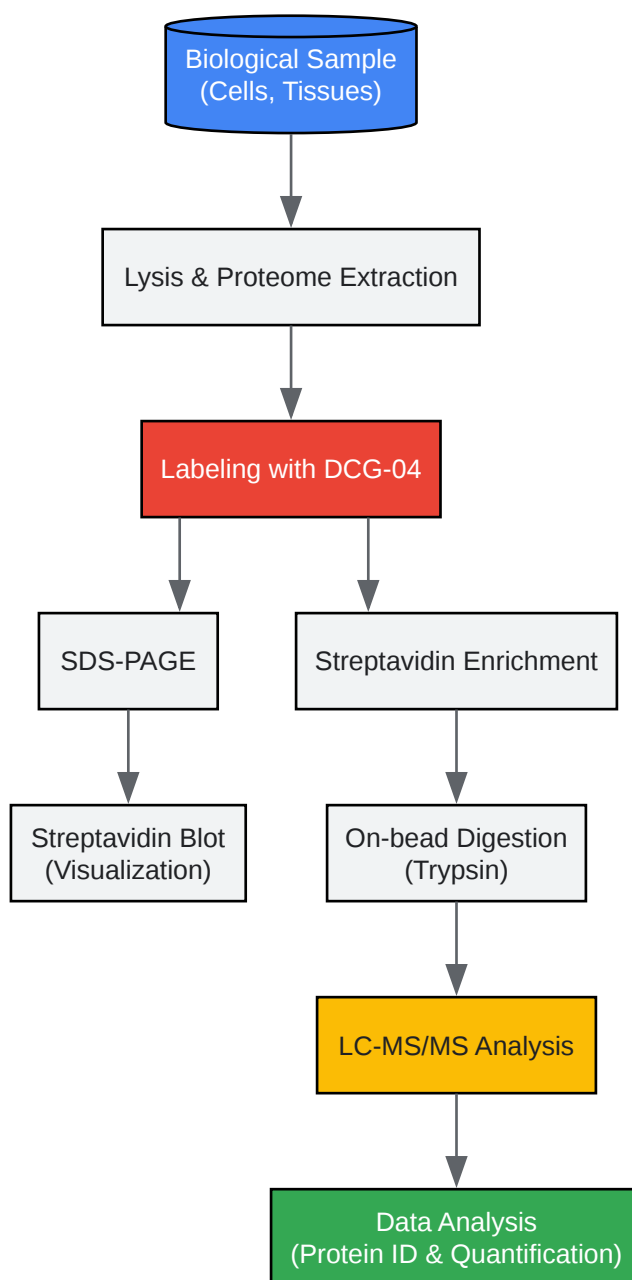 Biological Sample
(Cells, Tissues)
Lysis & Proteome Extraction
Labeling with DCG-04
SDS-PAGE
Streptavidin Enrichment
Streptavidin Blot
(Visualization)
On-bead Digestion
(Trypsin)
LC-MS/MS Analysis
Data Analysis
(Protein ID & Quantification)